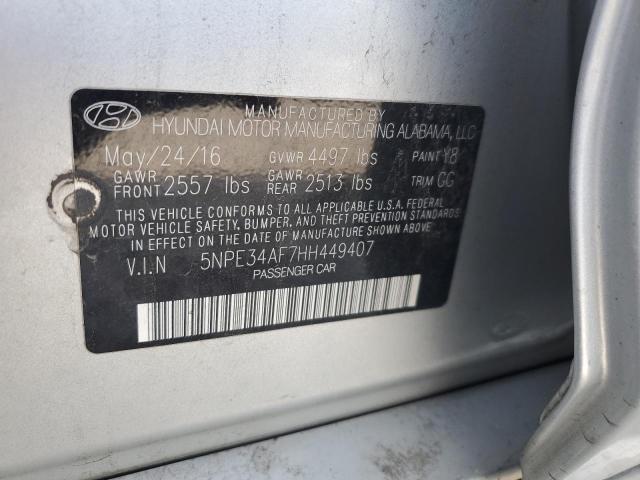 MANUFACTURED BY
HYUNDAI MOTOR MANUFACTURING ALABAMA, LLC
May/24/16 GVWR 4497 lbs PAINT Y8
GAWR FRONT 2557 lbs GAWR REAR 2513 lbs TRIM GG
THIS VEHICLE CONFORMS TO ALL APPLICABLE U.S.A. FEDERAL
MOTOR VEHICLE SAFETY, BUMPER, AND THEFT PREVENTION STANDARDS
IN EFFECT ON THE DATE OF MANUFACTURE SHOWN ABOVE.
V.I.N 5NPE34AF7HH449407
PASSENGER CAR